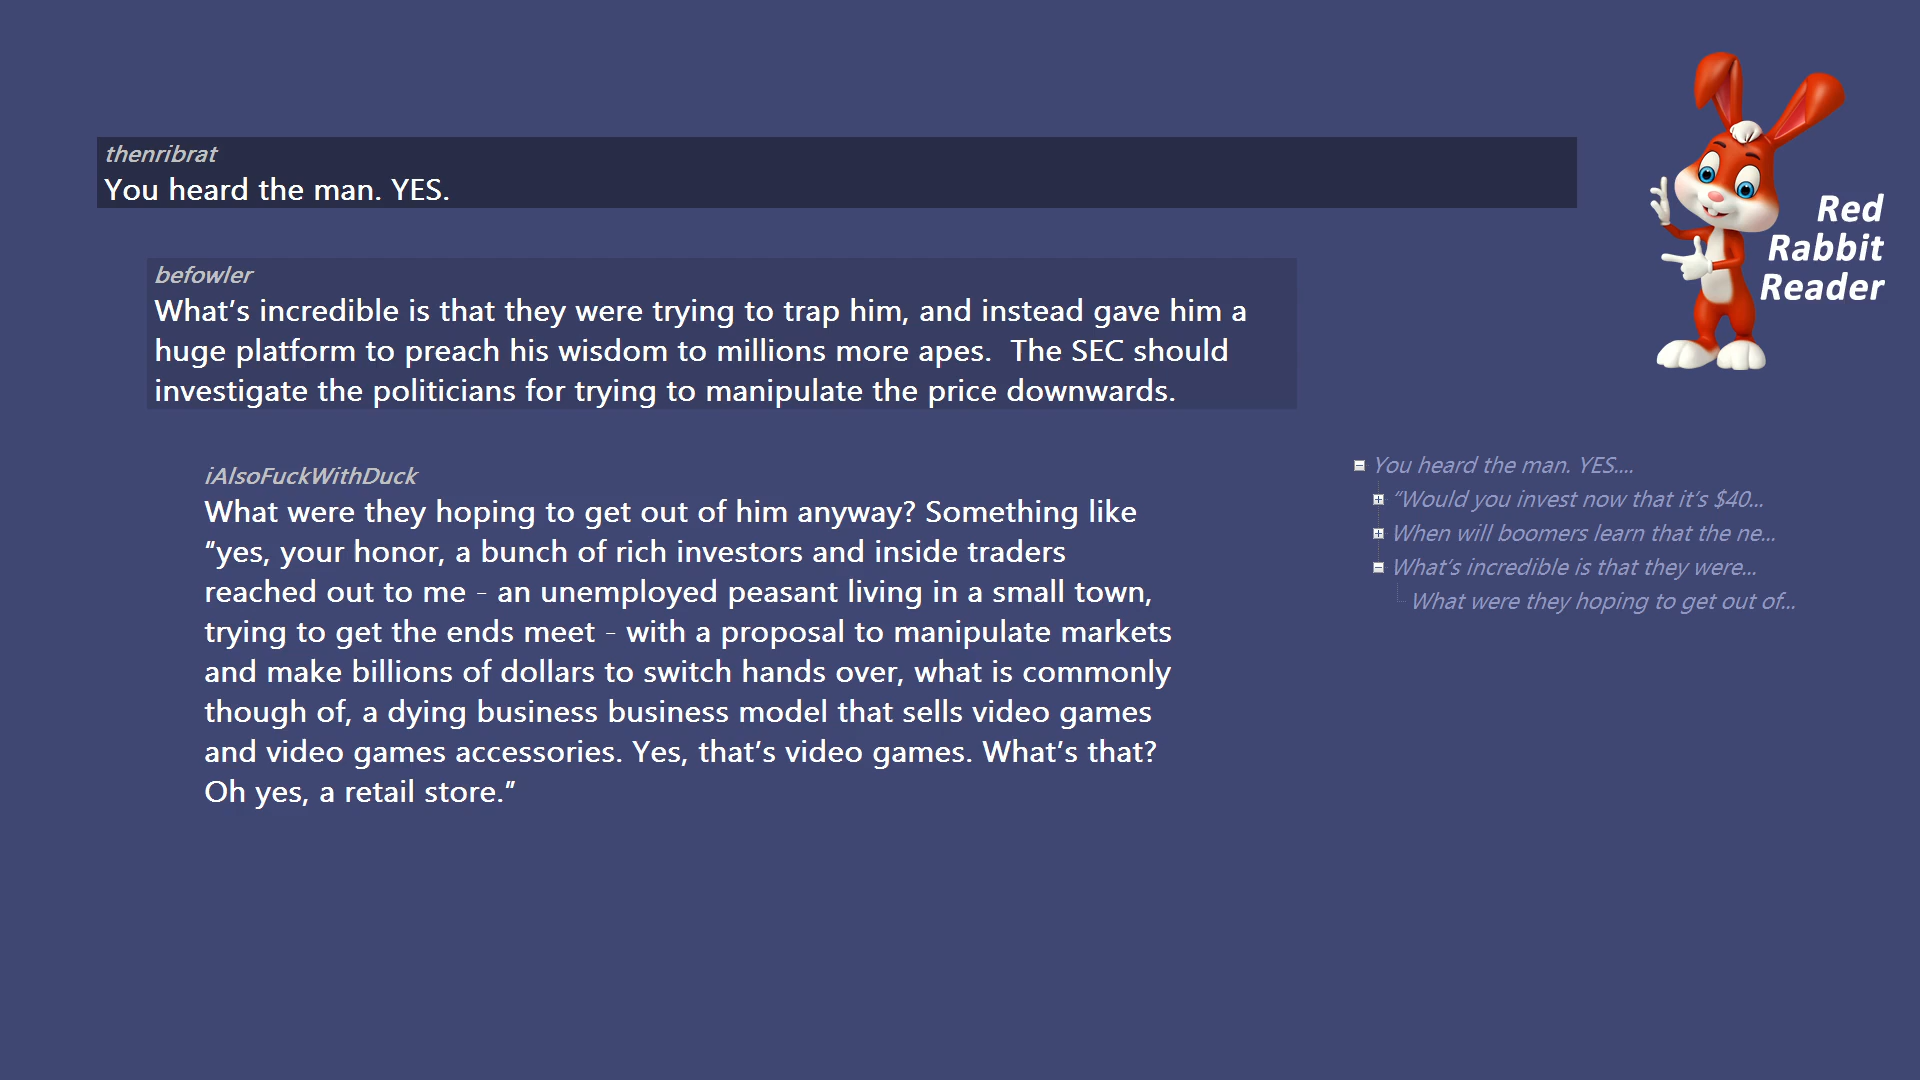 thenribrat
You heard the man. YES.
befowler
What's incredible is that they were trying to trap him, and instead gave him a
huge platform to preach his wisdom to millions more apes.  The SEC should
investigate the politicians for trying to manipulate the price downwards.
iAlsoFuckWithDuck
What were they hoping to get out of him anyway? Something like
"yes, your honor, a bunch of rich investors and inside traders
reached out to me - an unemployed peasant living in a small town,
trying to get the ends meet - with a proposal to manipulate markets
and make billions of dollars to switch hands over, what is commonly
though of, a dying business business model that sells video games
and video games accessories. Yes, that's video games. What's that?
Oh yes, a retail store."
Red
Rabbit
Reader
You heard the man. YES....
"Would you invest now that it's $40...
When will boomers learn that the ne...
What's incredible is that they were...
What were they hoping to get out of...